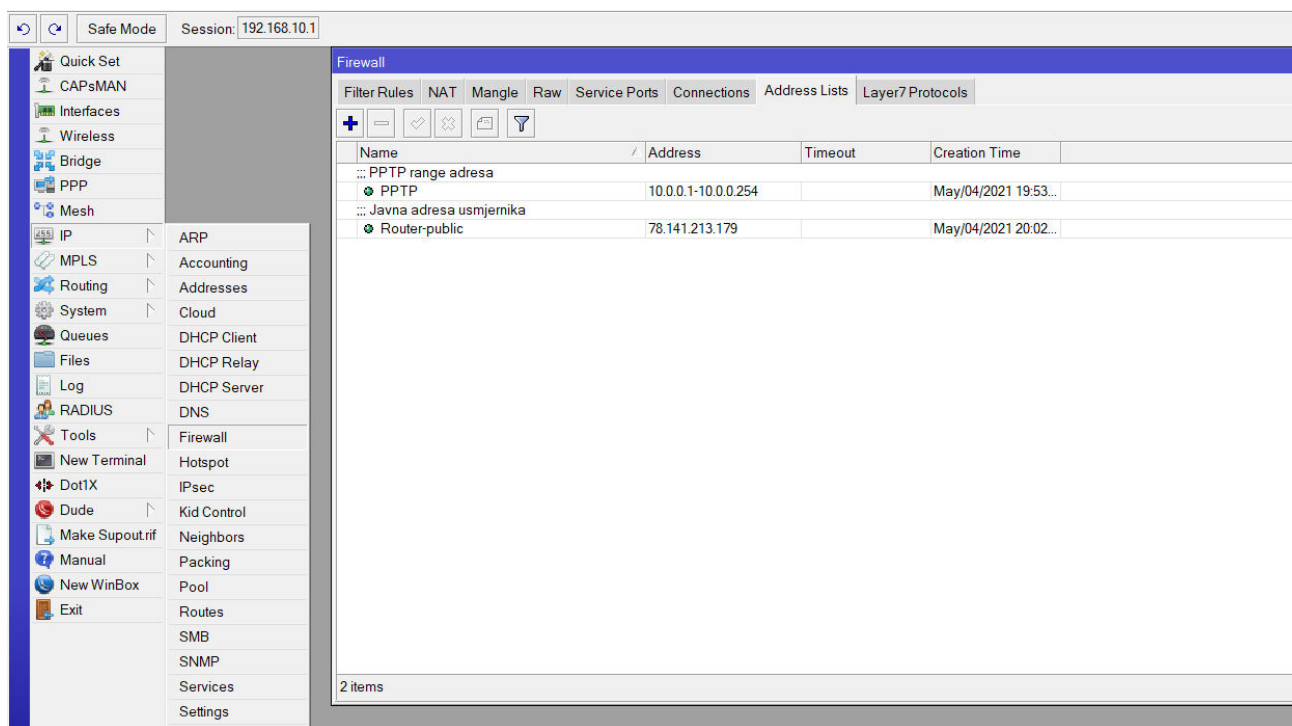 Safe Mode Session: 192.168.10.1
Quick Set
CAPsMAN
Interfaces
Wireless
Bridge
PPP
Mesh
IP
MPLS
Routing
System
Queues
Files
Log
RADIUS
Tools
New Terminal
Dot1X
Dude
Make Supout.rif
Manual
New WinBox
Exit
ARP
Accounting
Addresses
Cloud
DHCP Client
DHCP Relay
DHCP Server
DNS
Firewall
Hotspot
IPsec
Kid Control
Neighbors
Packing
Pool
Routes
SMB
SNMP
Services
Settings
Firewall
Filter Rules NAT Mangle Raw Service Ports Connections Address Lists Layer7 Protocols
Name / Address Timeout Creation Time
;;; PPTP range adresa
PPTP 10.0.0.1-10.0.0.254 May/04/2021 19:53...
;;; Javna adresa usmjernika
Router-public 78.141.213.179 May/04/2021 20:02...
2 items